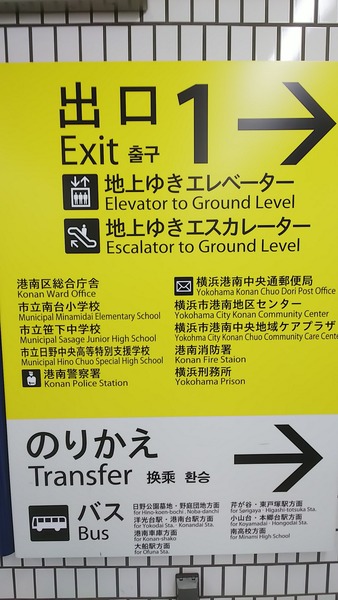 出口 1
Exit 출구
地上ゆきエレベーター
Elevator to Ground Level
地上ゆきエスカレーター
Escalator to Ground Level
港南区総合庁舎
Konan Ward Office
市立南台小学校
Municipal Minamidai Elementary School
市立笹下中学校
Municipal Sasage Junior High School
市立日野中央高等特別支援学校
Municipal Hino Chuo Special High School
港南警察署
Konan Police Station
横浜港南中央通郵便局
Yokohama Konan Chuo Dori Post Office
横浜市港南地区センター
Yokohama City Konan Community Center
横浜市港南中央地域ケアプラザ
Yokohma City Konan Chuo Community Care Cente
港南消防署
Konan Fire Staion
横浜刑務所
Yokohama Prison
のりかえ
Transfer 換乗 환승
バス
Bus
日野公園墓地・野庭団地方面
for Hino-koen-bochi . Noba-danchi
洋光台駅・港南台駅方面
for Yokodai Sta. · Konandai Sta.
港南車庫方面
for Konan-shako
大船駅方面
for Ofuna Sta.
芹が谷・東戸塚駅方面
for Serigaya · Higashi-totsuka Sta.
小山台・本郷台駅方面
for Koyamadai · Hongodai Sta.
南高校方面
for Minami High School